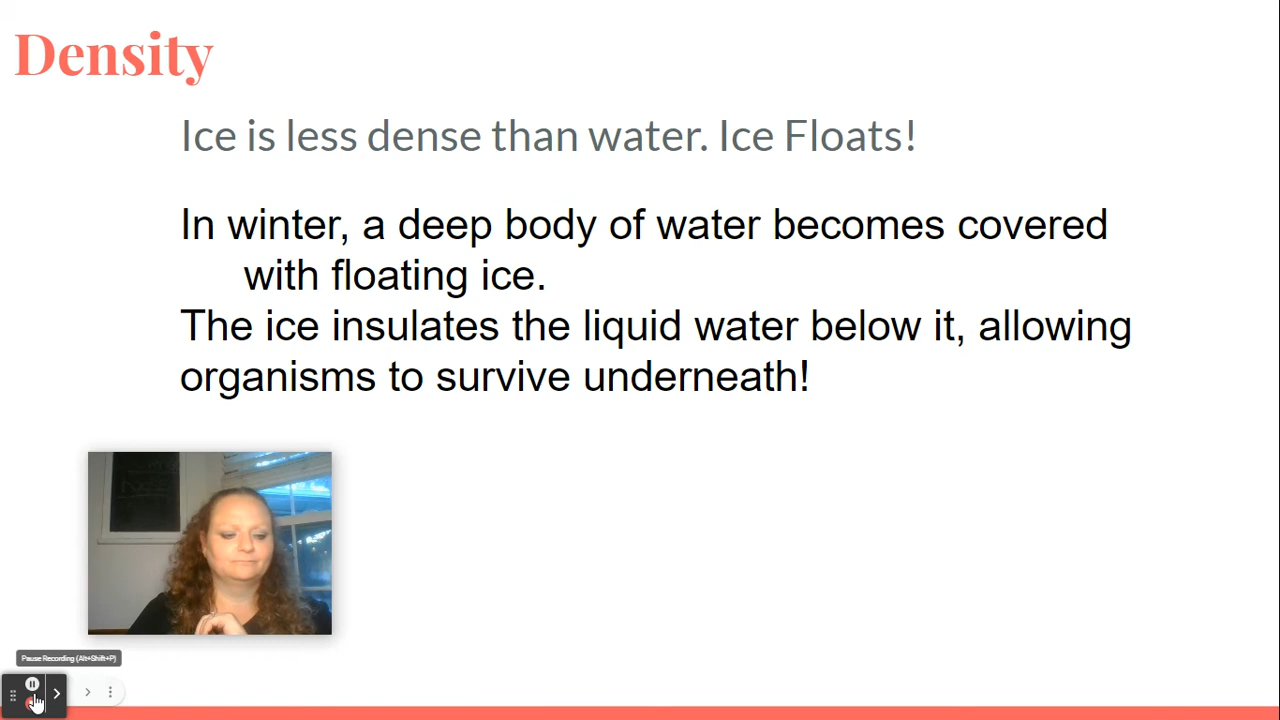 Density
Ice is less dense than water. Ice Floats!
In winter, a deep body of water becomes covered
with floating ice.
The ice insulates the liquid water below it, allowing
organisms to survive underneath!
Pause Recording (Alt+Shift+P)